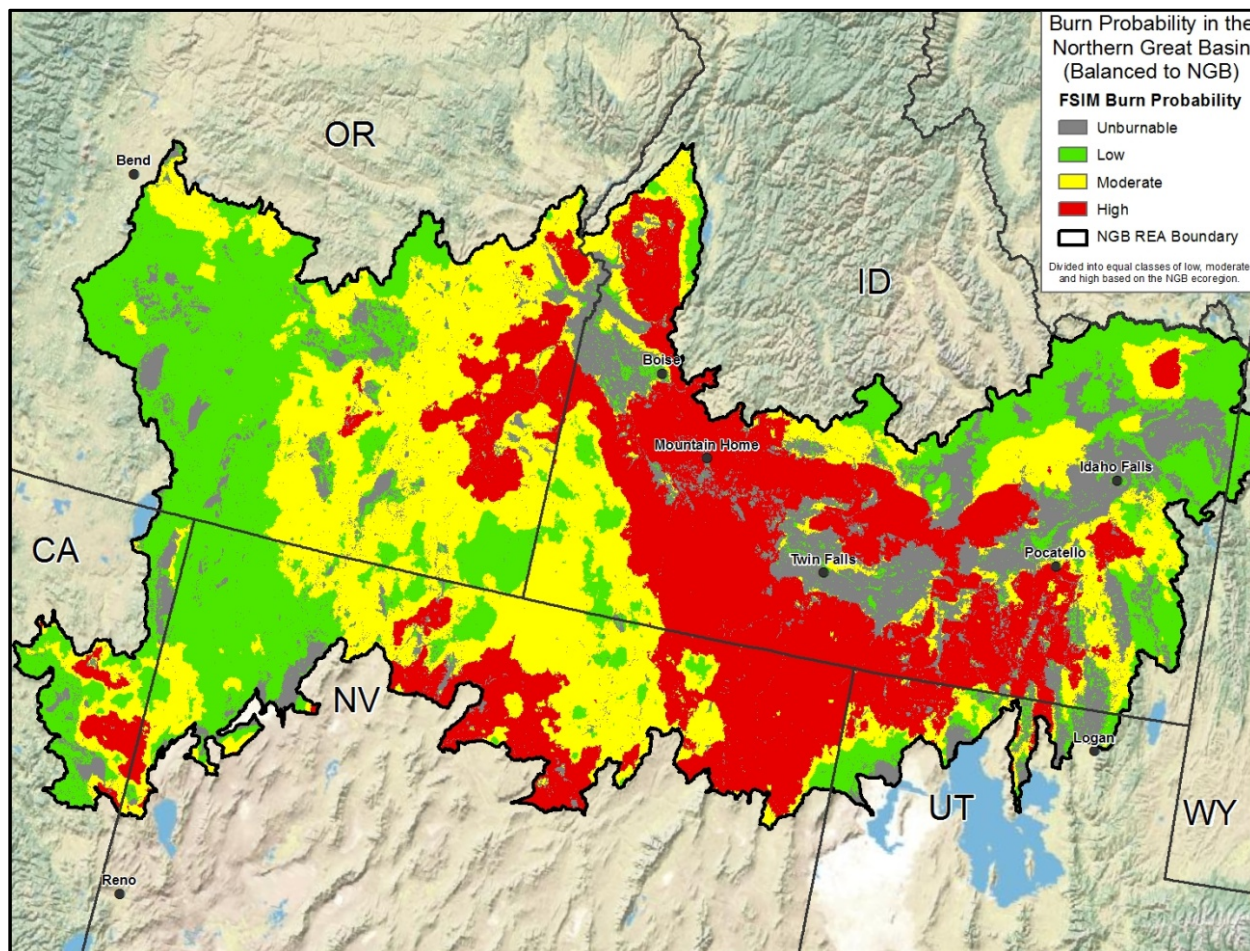 Burn Probability in the
Northern Great Basin
(Balanced to NGB)
FSIM Burn Probability
Unburnable
Low
Moderate
High
NGB REA Boundary
Divided into equal classes of low, moderate,
and high based on the NGB ecoregion.
OR
Bend
ID
Boise
Mountain Home
Idaho Falls
CA
Pocatello
Twin Falls
NV
Logan
UT
WY
Reno